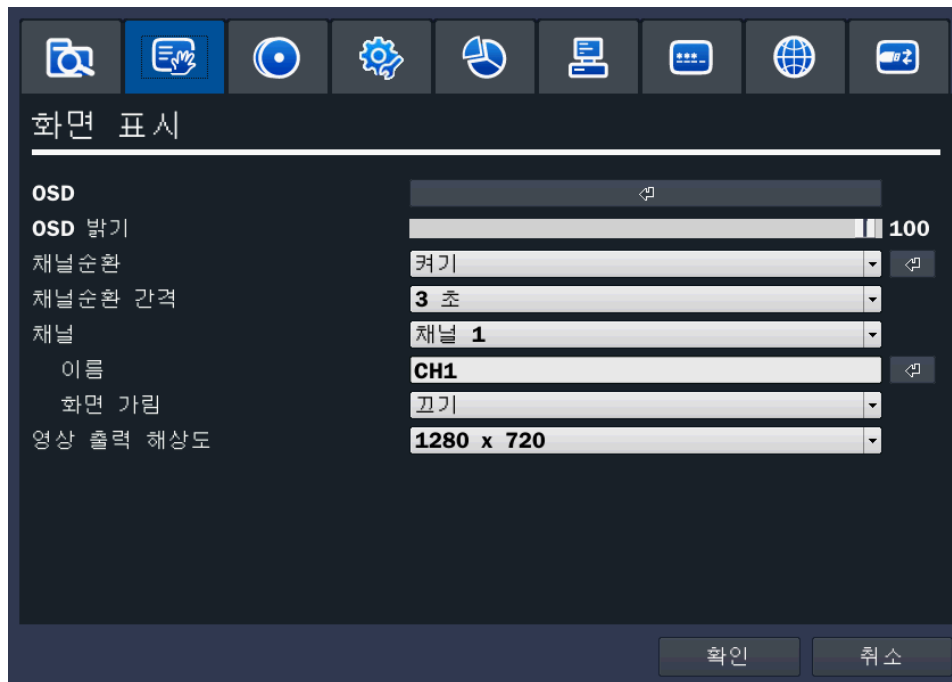 화면 표시
OSD
OSD 밝기 100
채널순환 켜기
채널순환 간격 3 초
채널 채널 1
이름 CH1
화면 가림 끄기
영상 출력 해상도 1280 x 720
확인 취소